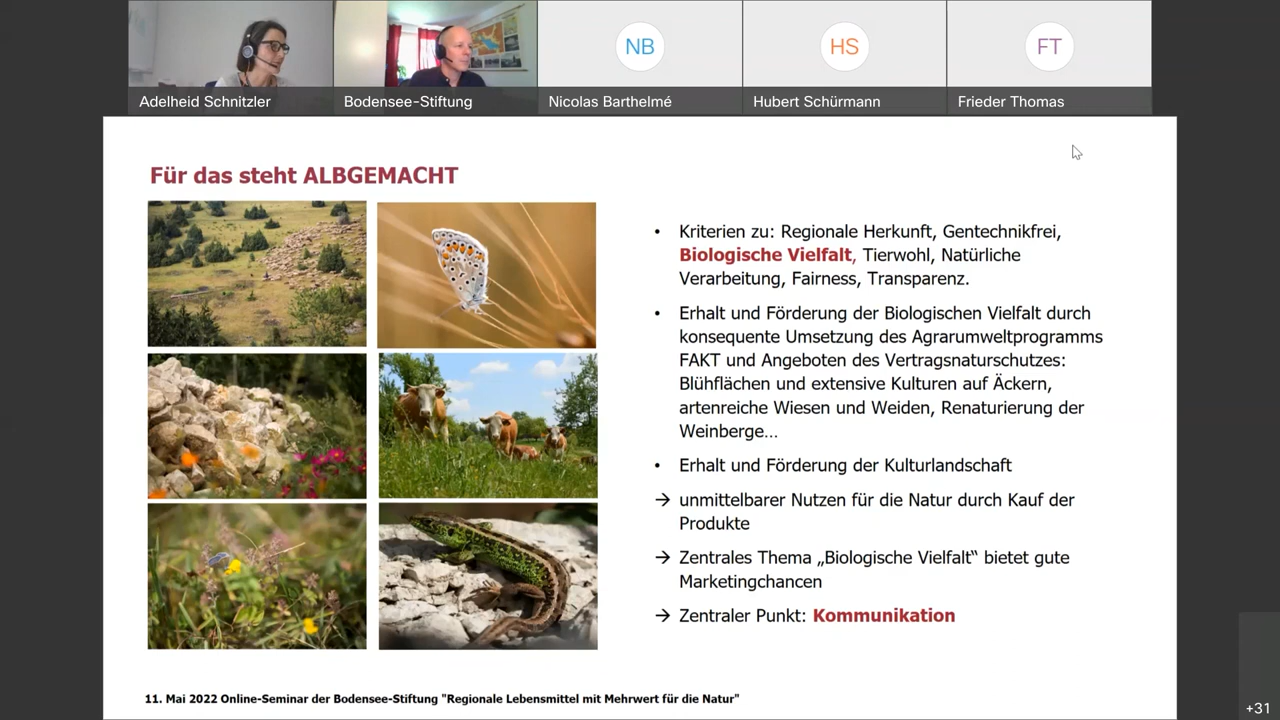 NB
HS
FT
Adelheid Schnitzler
Bodensee-Stiftung
Nicolas Barthelmé
Hubert Schürmann
Frieder Thomas
Für das steht ALBGEMACHT
• Kriterien zu: Regionale Herkunft, Gentechnikfrei,
Biologische Vielfalt, Tierwohl, Natürliche
Verarbeitung, Fairness, Transparenz.
• Erhalt und Förderung der Biologischen Vielfalt durch
konsequente Umsetzung des Agrarumweltprogramms
FAKT und Angeboten des Vertragsnaturschutzes:
Blühflächen und extensive Kulturen auf Äckern,
artenreiche Wiesen und Weiden, Renaturierung der
Weinberge…
• Erhalt und Förderung der Kulturlandschaft
→ unmittelbarer Nutzen für die Natur durch Kauf der
Produkte
→ Zentrales Thema „Biologische Vielfalt“ bietet gute
Marketingchancen
→ Zentraler Punkt: Kommunikation
11. Mai 2022 Online-Seminar der Bodensee-Stiftung "Regionale Lebensmittel mit Mehrwert für die Natur"
+31